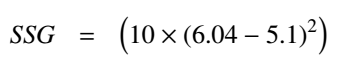 SSG = (10 × (6.04 – 5.1)²)